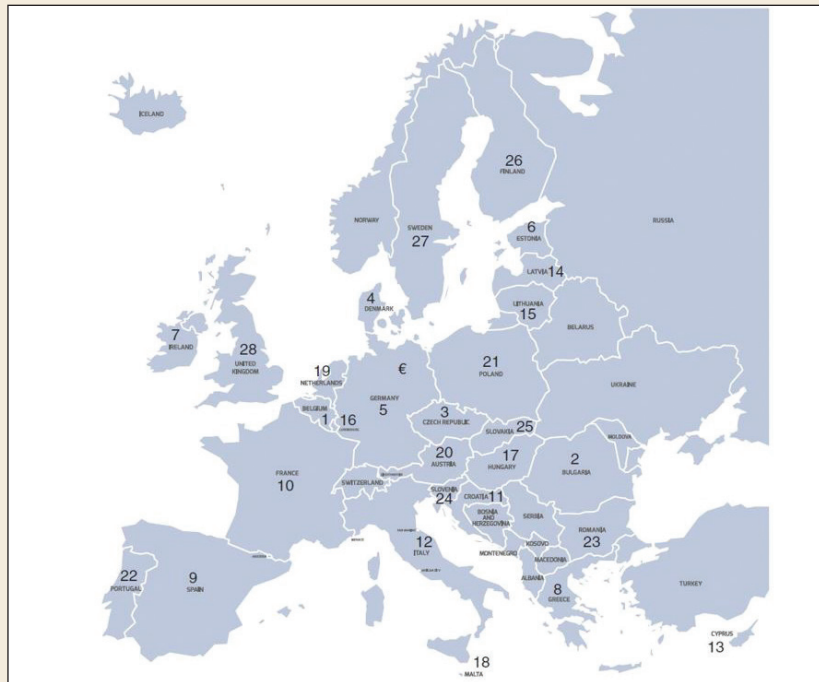 ICELAND
26
FINLAND
NORWAY
SWEDEN
27
RUSSIA
6
ESTONIA
LATVIA 14
LITHUANIA
15
4
DENMARK
BELARUS
7
IRELAND
28
UNITED
KINGDOM
19
NETHERLANDS
€
21
POLAND
UKRAINE
BELGIUM
1
16
GERMANY
5
3
CZECH REPUBLIC
SLOVAKIA 25
MOLDOVA
20
AUSTRIA
17
HUNGARY
2
BULGARIA
FRANCE
10
SWITZERLAND
SLOVENIA
24
CROATIA 11
BOSNIA
AND
HERZEGOVINA
SERBIA
ROMANIA
23
12
ITALY
KOSOVO
MONTENEGRO
MACEDONIA
ALBANIA
8
GREECE
22
PORTUGAL
9
SPAIN
TURKEY
CYPRUS
13
18
MALTA